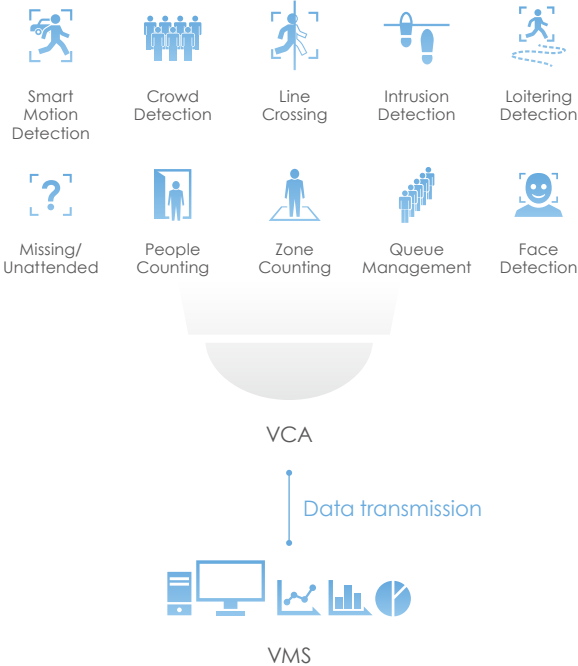 Smart
Motion
Detection
Crowd
Detection
Line
Crossing
Intrusion
Detection
Loitering
Detection
?
Missing/
Unattended
People
Counting
Zone
Counting
Queue
Management
Face
Detection
VCA
Data transmission
VMS